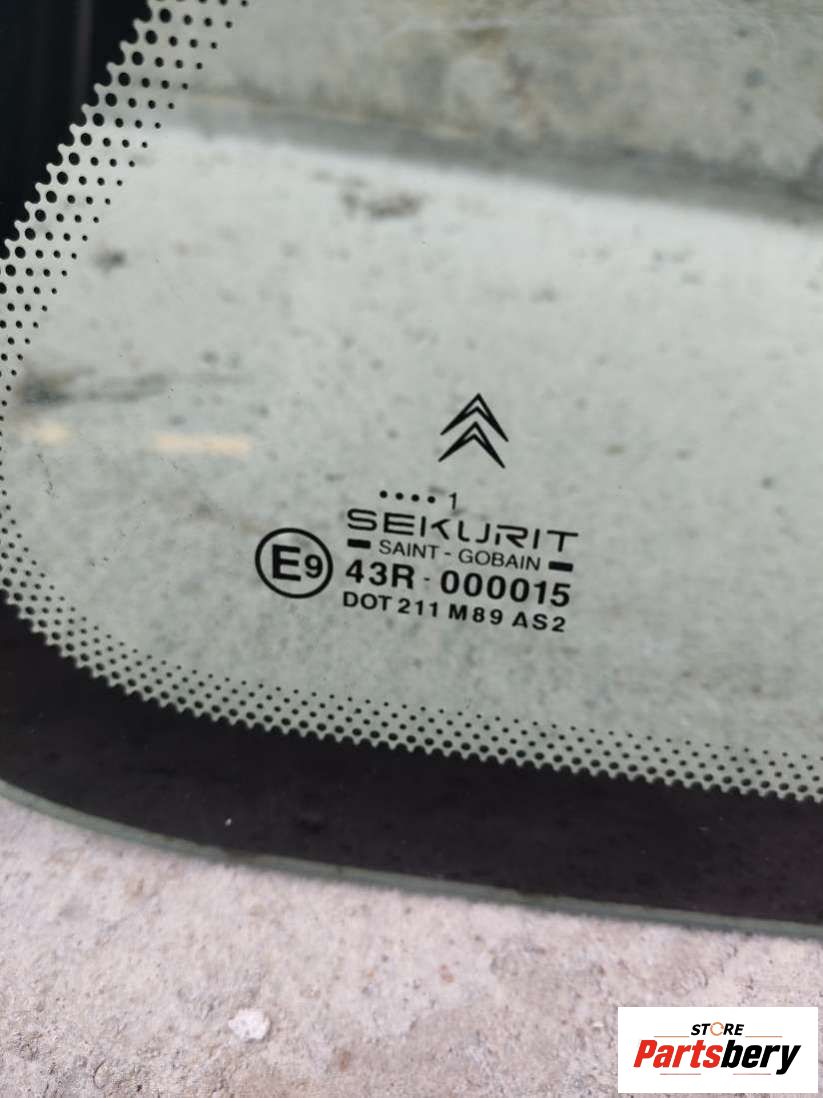 •••• 1
SEKURIT
SAINT - GOBAIN
E9
43R - 000015
DOT 211 M89 AS2
STORE
Partsbery